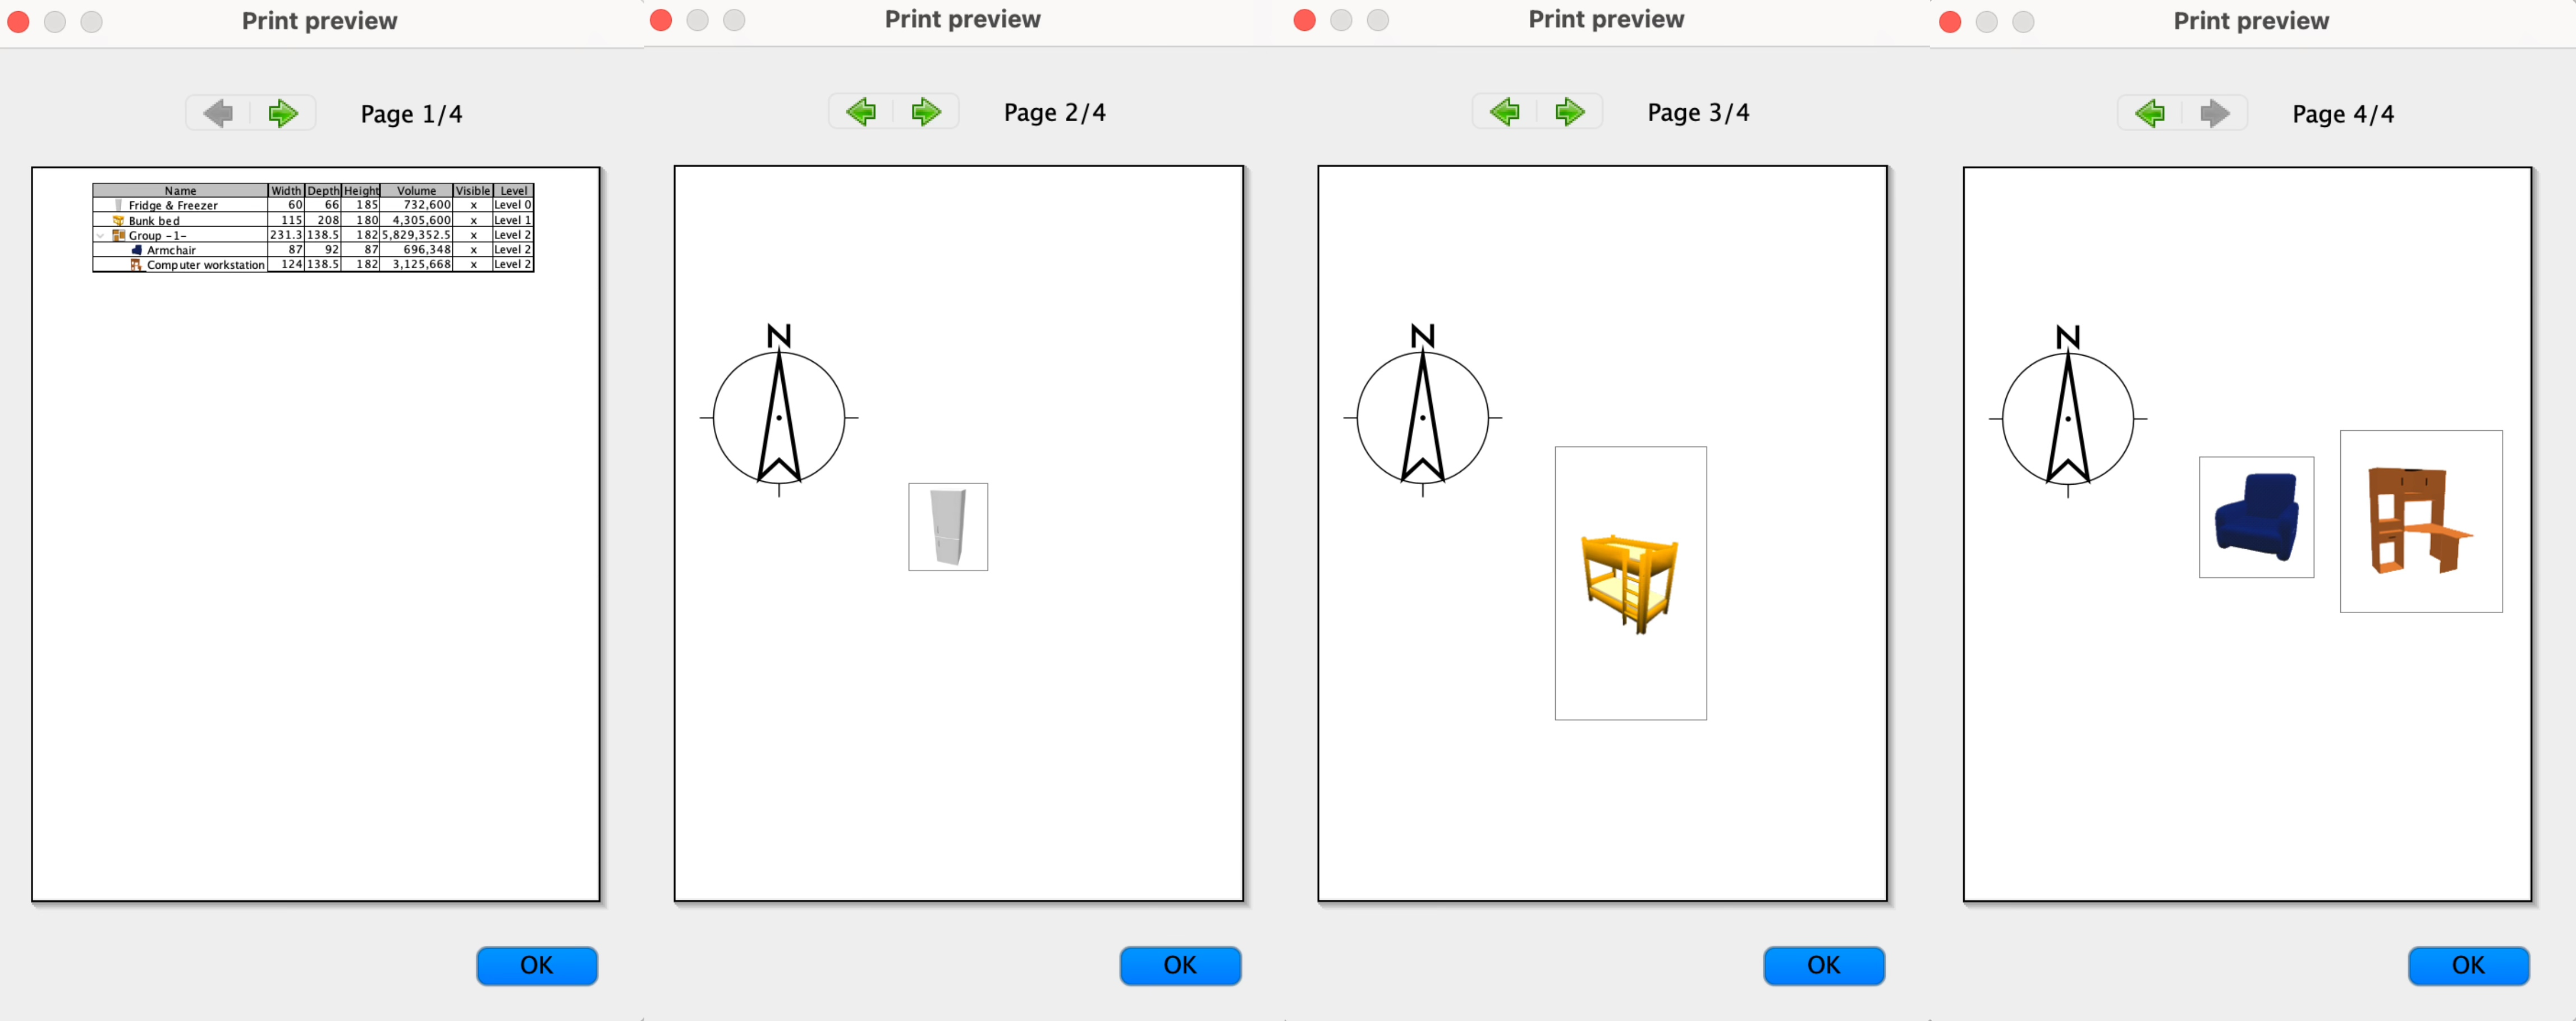 Print preview
Page 1/4
Name Width Depth Height Volume Visible Level
Fridge & Freezer 60 66 185 732,600 x Level 0
Bunk bed 115 208 180 4,305,600 x Level 1
Group -1- 231.3 138.5 182 5,829,352.5 x Level 2
Armchair 87 92 87 696,348 x Level 2
Computer workstation 124 138.5 182 3,125,668 x Level 2
OK
Print preview
Page 2/4
N
OK
Print preview
Page 3/4
N
OK
Print preview
Page 4/4
N
OK